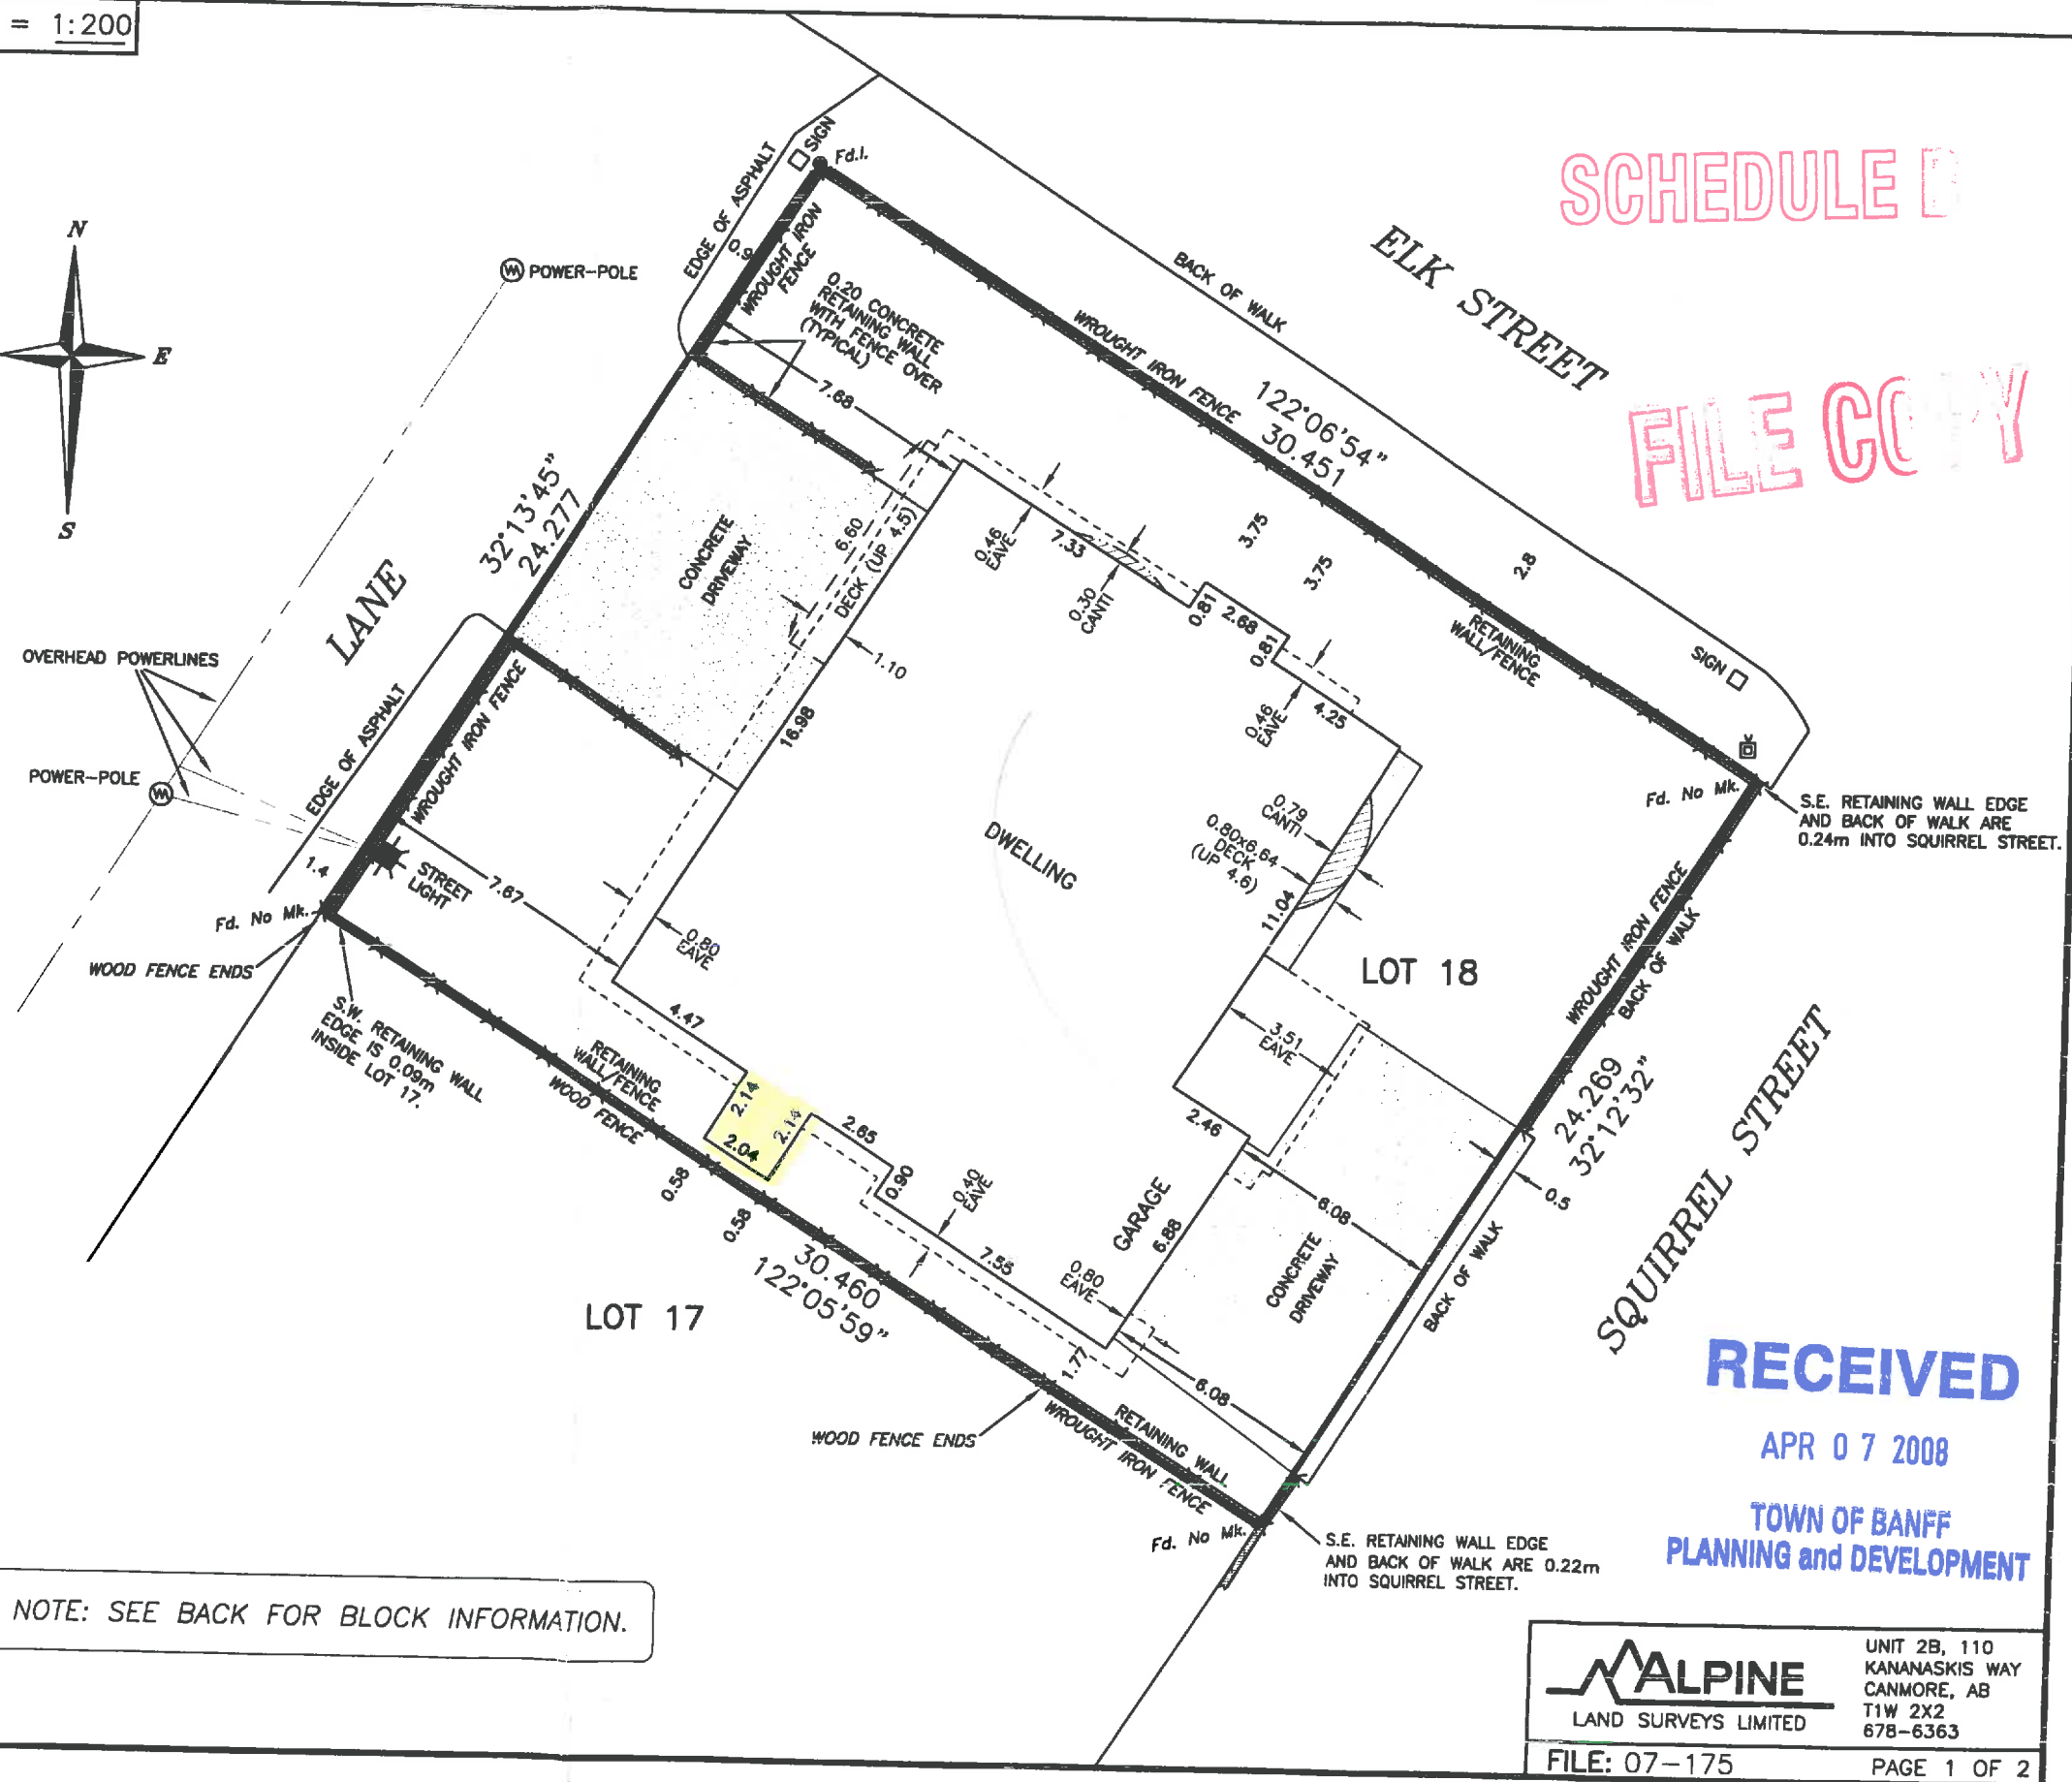 = 1:200
SCHEDULE
FILE COPY
N
E
S
POWER-POLE
EDGE OF ASPHALT
SIGN
Fd.I.
0.9
WROUGHT IRON
FENCE
0.20 CONCRETE
RETAINING WALL
WITH FENCE OVER
(TYPICAL)
7.68
BACK OF WALK
ELK STREET
WROUGHT IRON FENCE
122°06'54"
30.451
32°13'45"
24.277
LANE
CONCRETE
DRIVEWAY
6.60
DECK (UP 4.5)
0.46
EAVE
7.33
0.30
CANTI
0.81
2.68
0.81
3.75
3.75
2.8
RETAINING
WALL/FENCE
SIGN
OVERHEAD POWERLINES
POWER-POLE
EDGE OF ASPHALT
WROUGHT IRON FENCE
1.10
16.98
0.46
EAVE
4.25
Fd. No Mk.
S.E. RETAINING WALL EDGE
AND BACK OF WALK ARE
0.24m INTO SQUIRREL STREET.
DWELLING
0.79
CANTI
0.80x6.64
DECK
(UP 4.6)
11.04
1.4
STREET
LIGHT
7.67
Fd. No Mk.
WOOD FENCE ENDS
0.80
EAVE
LOT 18
WROUGHT IRON FENCE
BACK OF WALK
S.W. RETAINING WALL
EDGE IS 0.09m
INSIDE LOT 17.
4.47
RETAINING
WALL/FENCE
WOOD FENCE
2.14
2.14
2.04
2.65
0.90
3.51
EAVE
2.46
24.269
32°12'32"
SQUIRREL STREET
0.58
0.58
0.40
EAVE
7.55
GARAGE
6.88
6.08
0.5
CONCRETE
DRIVEWAY
BACK OF WALK
30.460
122°05'59"
LOT 17
0.80
EAVE
1.77
6.08
WOOD FENCE ENDS
RETAINING WALL
WROUGHT IRON FENCE
Fd. No Mk.
S.E. RETAINING WALL EDGE
AND BACK OF WALK ARE 0.22m
INTO SQUIRREL STREET.
RECEIVED
APR 07 2008
TOWN OF BANFF
PLANNING and DEVELOPMENT
NOTE: SEE BACK FOR BLOCK INFORMATION.
ALPINE
LAND SURVEYS LIMITED
UNIT 2B, 110
KANANASKIS WAY
CANMORE, AB
T1W 2X2
678-6363
FILE: 07-175
PAGE 1 OF 2